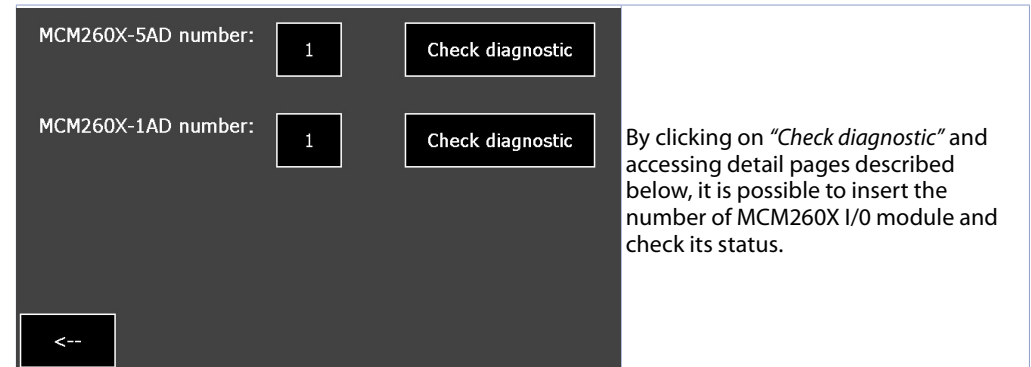 MCM260X-5AD number:
1
Check diagnostic
MCM260X-1AD number:
1
Check diagnostic
<--
By clicking on “Check diagnostic” and
accessing detail pages described
below, it is possible to insert the
number of MCM260X I/0 module and
check its status.